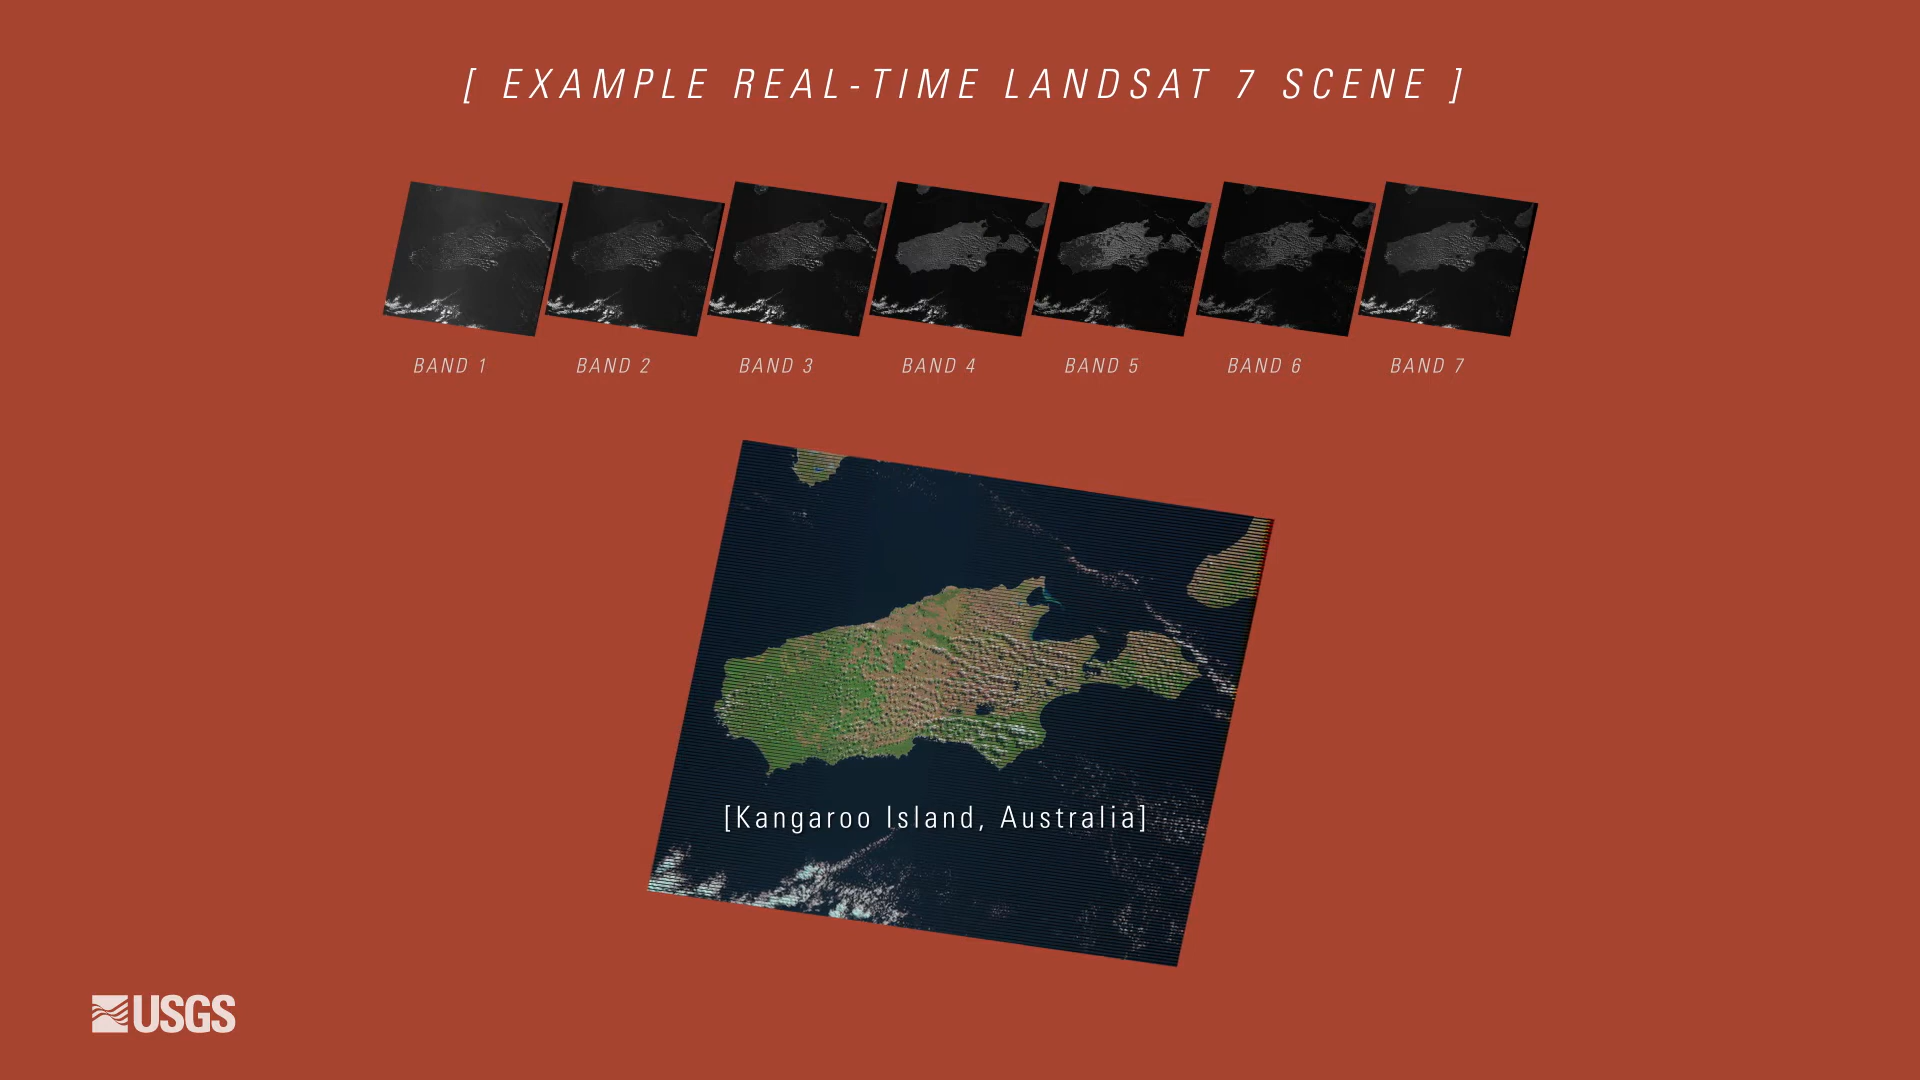 [ EXAMPLE REAL-TIME LANDSAT 7 SCENE ]
BAND 1
BAND 2
BAND 3
BAND 4
BAND 5
BAND 6
BAND 7
[Kangaroo Island, Australia]
USGS